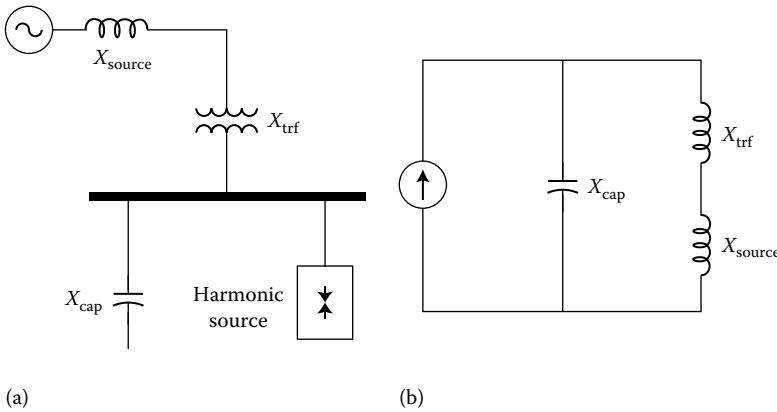 X_source
X_trf
X_cap
Harmonic
source
(a)
X_trf
X_cap
X_source
(b)